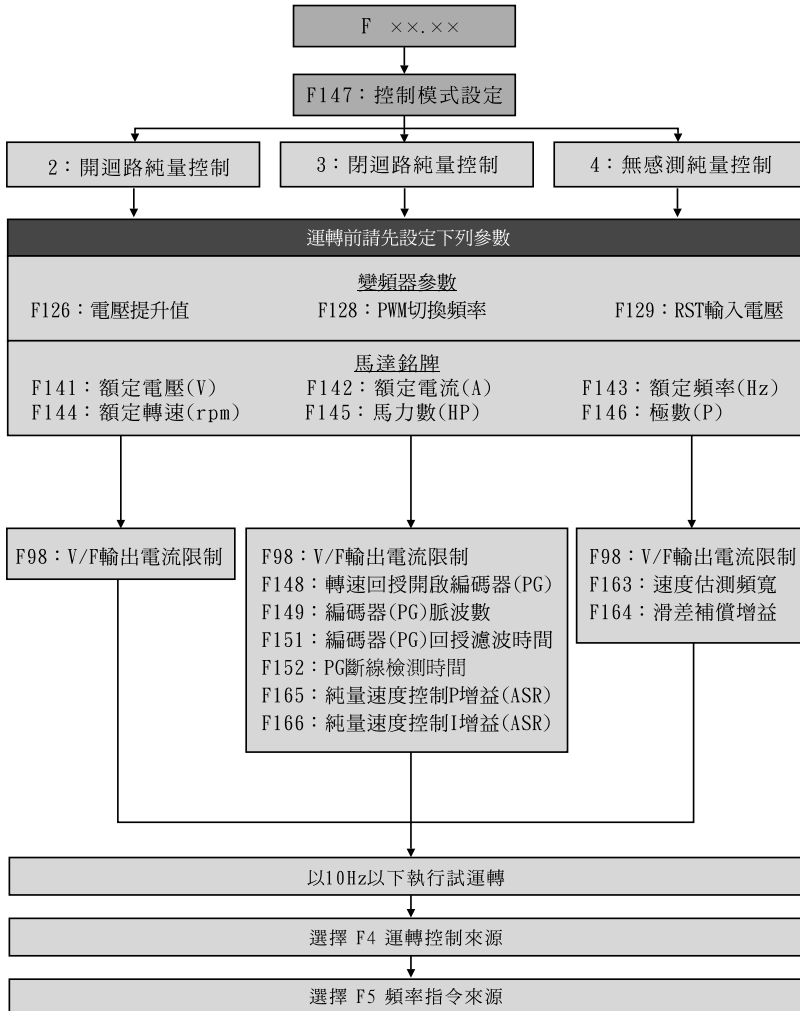 F ××.××
F147：控制模式設定
2：開迴路純量控制
3：閉迴路純量控制
4：無感測純量控制
運轉前請先設定下列參數
變頻器參數
F126：電壓提升值
F128：PWM切換頻率
F129：RST輸入電壓
馬達銘牌
F141：額定電壓(V)
F142：額定電流(A)
F143：額定頻率(Hz)
F144：額定轉速(rpm)
F145：馬力數(HP)
F146：極數(P)
F98：V/F輸出電流限制
F98：V/F輸出電流限制
F148：轉速回授開啟編碼器(PG)
F149：編碼器(PG)脈波數
F151：編碼器(PG)回授濾波時間
F152：PG斷線檢測時間
F165：純量速度控制P增益(ASR)
F166：純量速度控制I增益(ASR)
F98：V/F輸出電流限制
F163：速度估測頻寬
F164：滑差補償增益
以10Hz以下執行試運轉
選擇 F4 運轉控制來源
選擇 F5 頻率指令來源